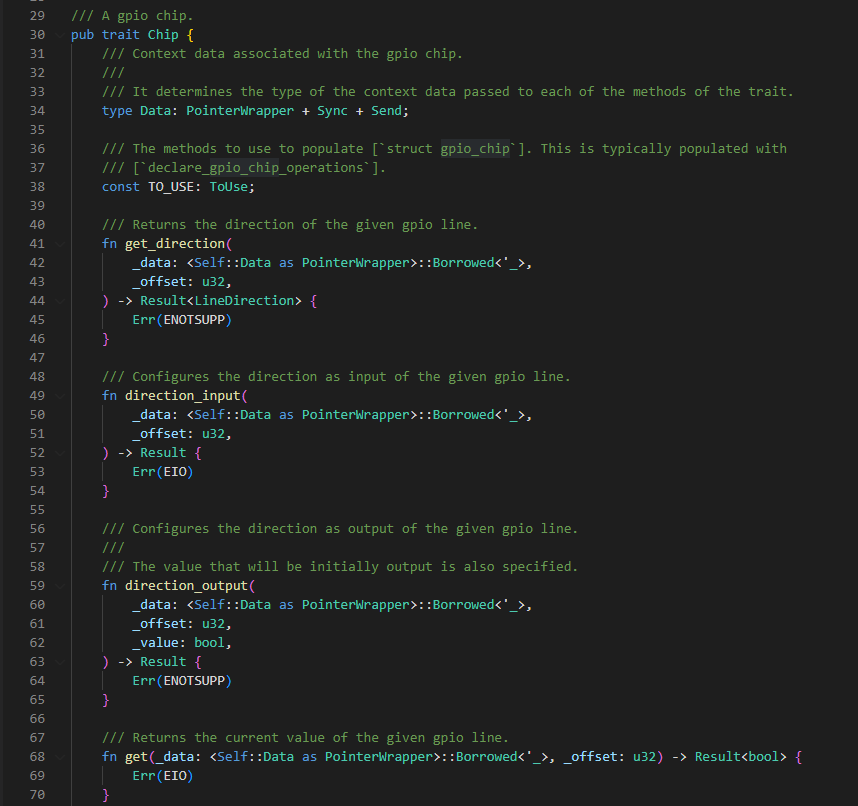 29 /// A gpio chip.
30 pub trait Chip {
31     /// Context data associated with the gpio chip.
32     ///
33     /// It determines the type of the context data passed to each of the methods of the trait.
34     type Data: PointerWrapper + Sync + Send;
35
36     /// The methods to use to populate [`struct gpio_chip`]. This is typically populated with
37     /// [`declare_gpio_chip_operations`].
38     const TO_USE: ToUse;
39
40     /// Returns the direction of the given gpio line.
41     fn get_direction(
42         _data: <Self::Data as PointerWrapper>::Borrowed<'_>,
43         _offset: u32,
44     ) -> Result<LineDirection> {
45         Err(ENOTSUPP)
46     }
47
48     /// Configures the direction as input of the given gpio line.
49     fn direction_input(
50         _data: <Self::Data as PointerWrapper>::Borrowed<'_>,
51         _offset: u32,
52     ) -> Result {
53         Err(EIO)
54     }
55
56     /// Configures the direction as output of the given gpio line.
57     ///
58     /// The value that will be initially output is also specified.
59     fn direction_output(
60         _data: <Self::Data as PointerWrapper>::Borrowed<'_>,
61         _offset: u32,
62         _value: bool,
63     ) -> Result {
64         Err(ENOTSUPP)
65     }
66
67     /// Returns the current value of the given gpio line.
68     fn get(_data: <Self::Data as PointerWrapper>::Borrowed<'_>, _offset: u32) -> Result<bool> {
69         Err(EIO)
70     }